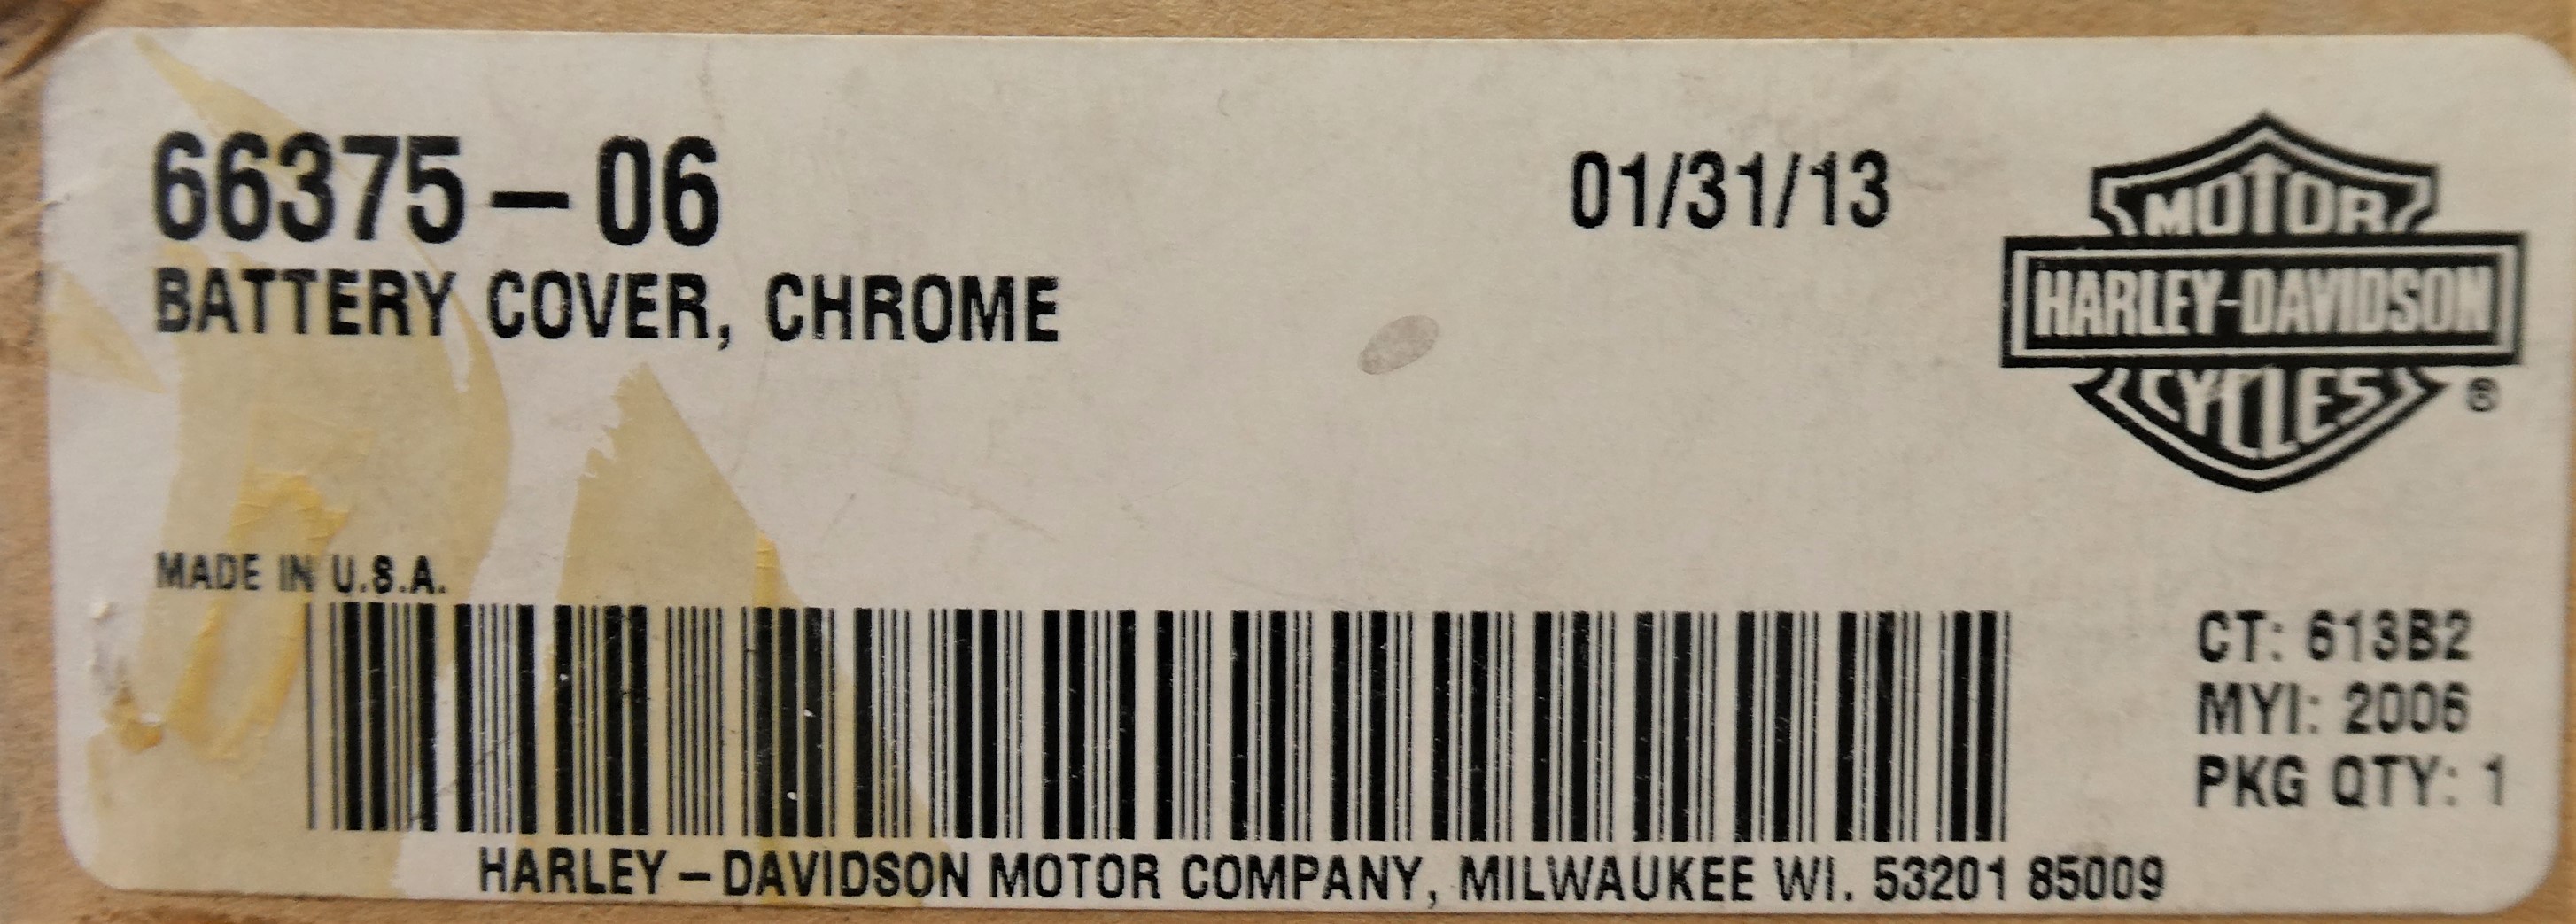 66375-06
01/31/13
BATTERY COVER, CHROME
MOTOR
HARLEY-DAVIDSON
CYCLES
®
MADE IN U.S.A.
CT: 613B2
MYI: 2006
PKG QTY: 1
HARLEY-DAVIDSON MOTOR COMPANY, MILWAUKEE WI. 53201 85009